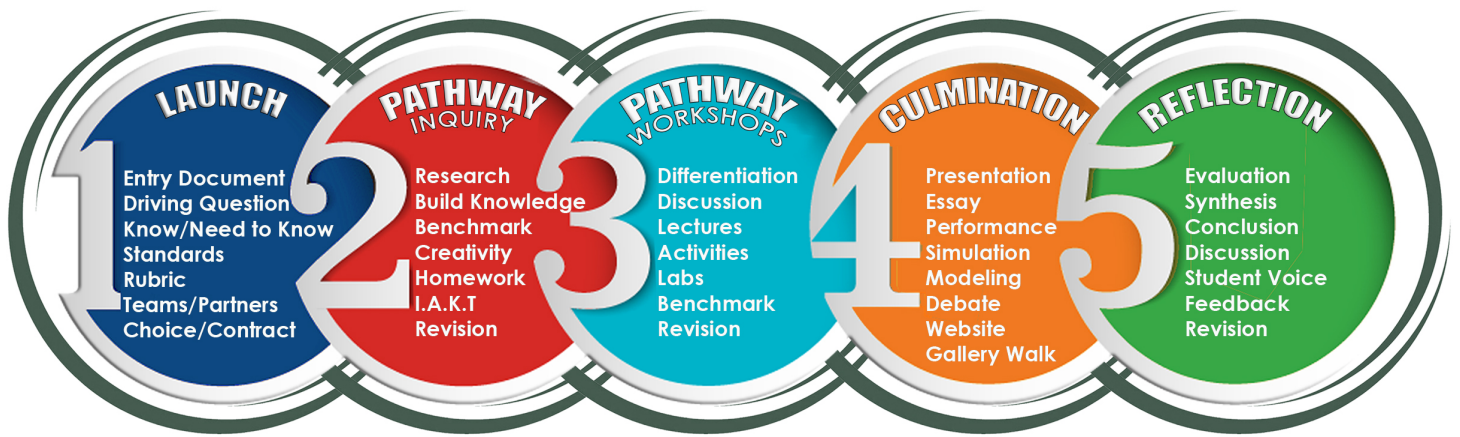 1
LAUNCH
Entry Document
Driving Question
Know/Need to Know
Standards
Rubric
Teams/Partners
Choice/Contract
2
PATHWAY
INQUIRY
Research
Build Knowledge
Benchmark
Creativity
Homework
I.A.K.T
Revision
3
PATHWAY
WORKSHOPS
Differentiation
Discussion
Lectures
Activities
Labs
Benchmark
Revision
4
CULMINATION
Presentation
Essay
Performance
Simulation
Modeling
Debate
Website
Gallery Walk
5
REFLECTION
Evaluation
Synthesis
Conclusion
Discussion
Student Voice
Feedback
Revision